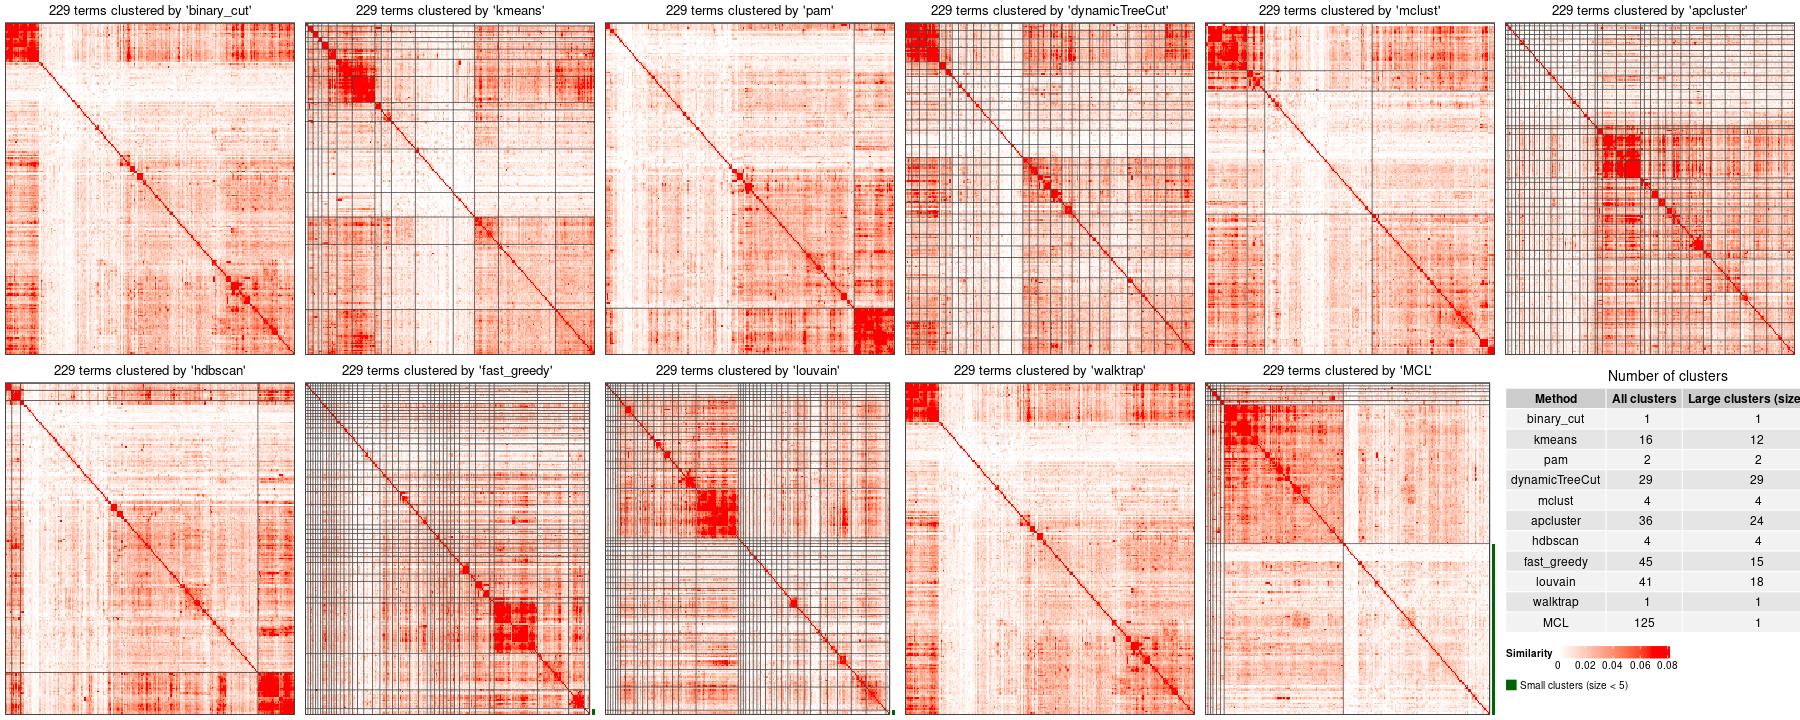 229 terms clustered by 'binary_cut'
229 terms clustered by 'kmeans'
229 terms clustered by 'pam'
229 terms clustered by 'dynamicTreeCut'
229 terms clustered by 'mclust'
229 terms clustered by 'apcluster'
229 terms clustered by 'hdbscan'
229 terms clustered by 'fast_greedy'
229 terms clustered by 'louvain'
229 terms clustered by 'walktrap'
229 terms clustered by 'MCL'
Number of clusters
Method All clusters Large clusters (size
binary_cut 1 1
kmeans 16 12
pam 2 2
dynamicTreeCut 29 29
mclust 4 4
apcluster 36 24
hdbscan 4 4
fast_greedy 45 15
louvain 41 18
walktrap 1 1
MCL 125 1
Similarity
0 0.02 0.04 0.06 0.08
Small clusters (size < 5)